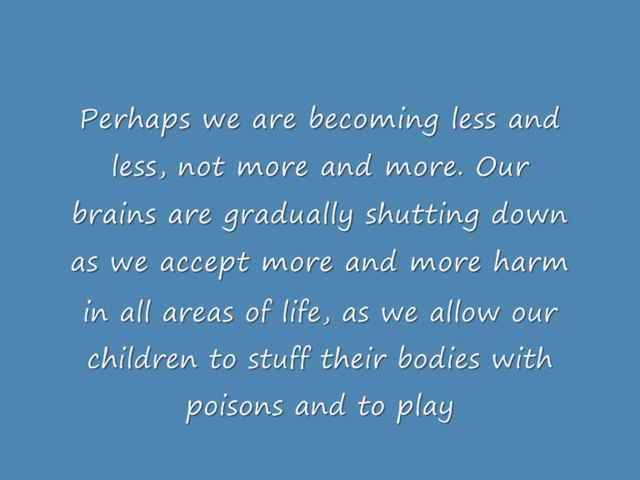 Perhaps we are becoming less and
less, not more and more. Our
brains are gradually shutting down
as we accept more and more harm
in all areas of life, as we allow our
children to stuff their bodies with
poisons and to play